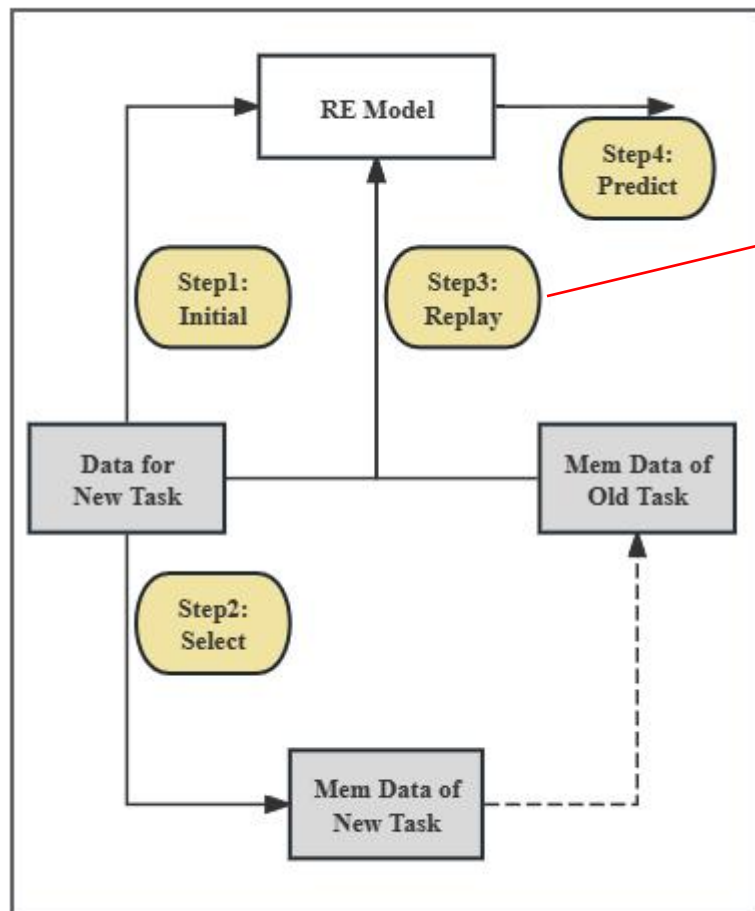 RE Model
Step4:
Predict
Step1:
Initial
Step3:
Replay
Data for
New Task
Mem Data of
Old Task
Step2:
Select
Mem Data of
New Task